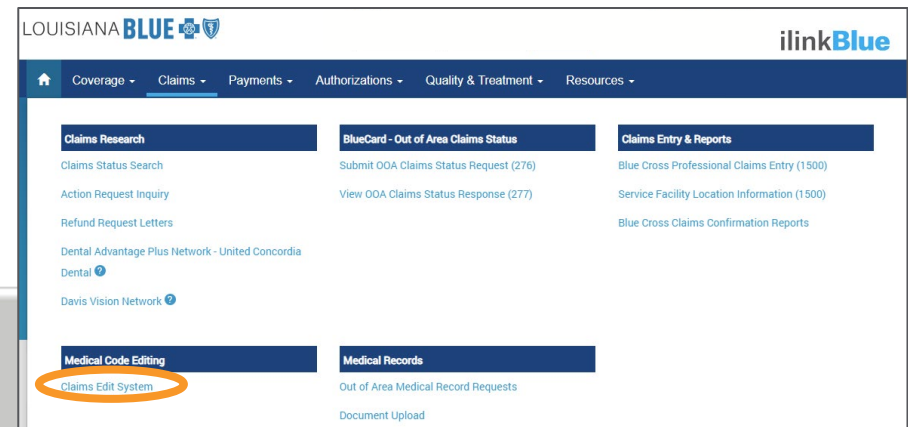 LOUISIANA BLUE
ilinkBlue
Coverage Claims Payments Authorizations Quality & Treatment Resources
Claims Research
Claims Status Search
Action Request Inquiry
Refund Request Letters
Dental Advantage Plus Network - United Concordia
Dental ?
Davis Vision Network ?
BlueCard - Out of Area Claims Status
Submit OOA Claims Status Request (276)
View OOA Claims Status Response (277)
Claims Entry & Reports
Blue Cross Professional Claims Entry (1500)
Service Facility Location Information (1500)
Blue Cross Claims Confirmation Reports
Medical Code Editing
Claims Edit System
Medical Records
Out of Area Medical Record Requests
Document Upload